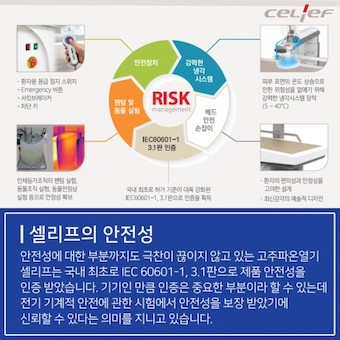 CELIEF
안전장치
강력한
냉각
시스템
- 환자용 응급 정지 스위치
- Emergency 버튼
- 서킷브레이커
- 차단 키
피부 표면의 온도 상승으로
인한 위험성을 없애기 위해
강력한 냉각시스템 장착
(5 ~ 40℃)
RISK
management
팬텀 및
동물 실험
베드
안전
손잡이
IEC60601-1
3.1판 인증
인체등가조직의 팬텀 실험,
동물조직 실험, 동물전임상
실험 등으로 안정성 확보
국내 최초로 허가 기준이 대폭 강화된
IEC60601-1, 3.1판으로 인증을 획득
- 환자의 편의성과 안정성을
고려한 설계
- 최신감각의 예술적 디자인
셀리프의 안전성
안전성에 대한 부분까지도 극찬이 끊이지 않고 있는 고주파온열기
셀리프는 국내 최초로 IEC 60601-1, 3.1판으로 제품 안전성을
인증 받았습니다. 기기인 만큼 인증은 중요한 부분이라 할 수 있는데
전기 기계적 안전에 관한 시험에서 안전성을 보장 받았기에
신뢰할 수 있다는 의미를 지니고 있습니다.